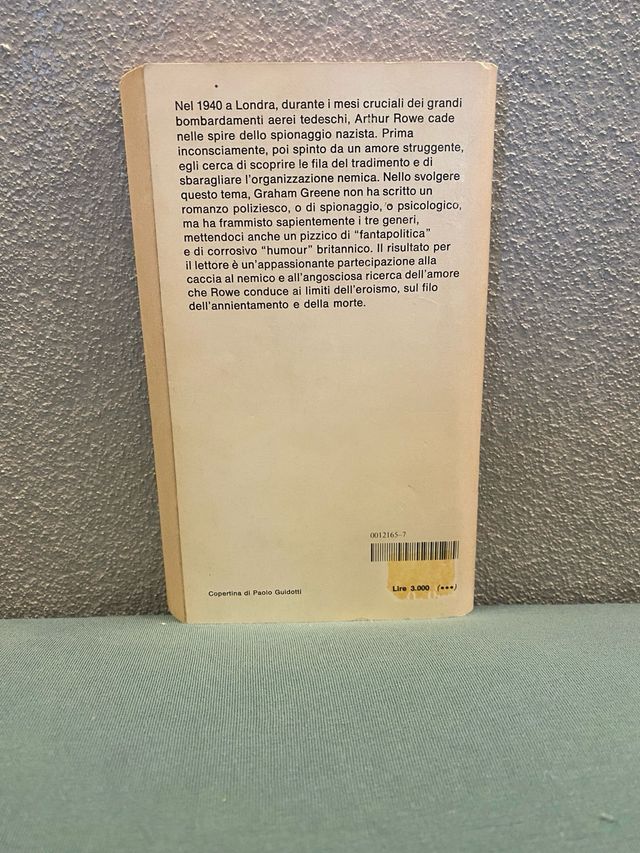 Nel 1940 a Londra, durante i mesi cruciali dei grandi
bombardamenti aerei tedeschi, Arthur Rowe cade
nelle spire dello spionaggio nazista. Prima
inconsciamente, poi spinto da un amore struggente,
egli cerca di scoprire le fila del tradimento e di
sbaragliare l'organizzazione nemica. Nello svolgere
questo tema, Graham Greene non ha scritto un
romanzo poliziesco, o di spionaggio, o psicologico,
ma ha frammisto sapientemente i tre generi,
mettendoci anche un pizzico di "fantapolitica"
e di corrosivo "humour" britannico. Il risultato per
il lettore è un'appassionante partecipazione alla
caccia al nemico e all'angosciosa ricerca dell'amore
che Rowe conduce ai limiti dell'eroismo, sul filo
dell'annientamento e della morte.
0012165-7
Lire 3.000 (•••)
Copertina di Paolo Guidotti